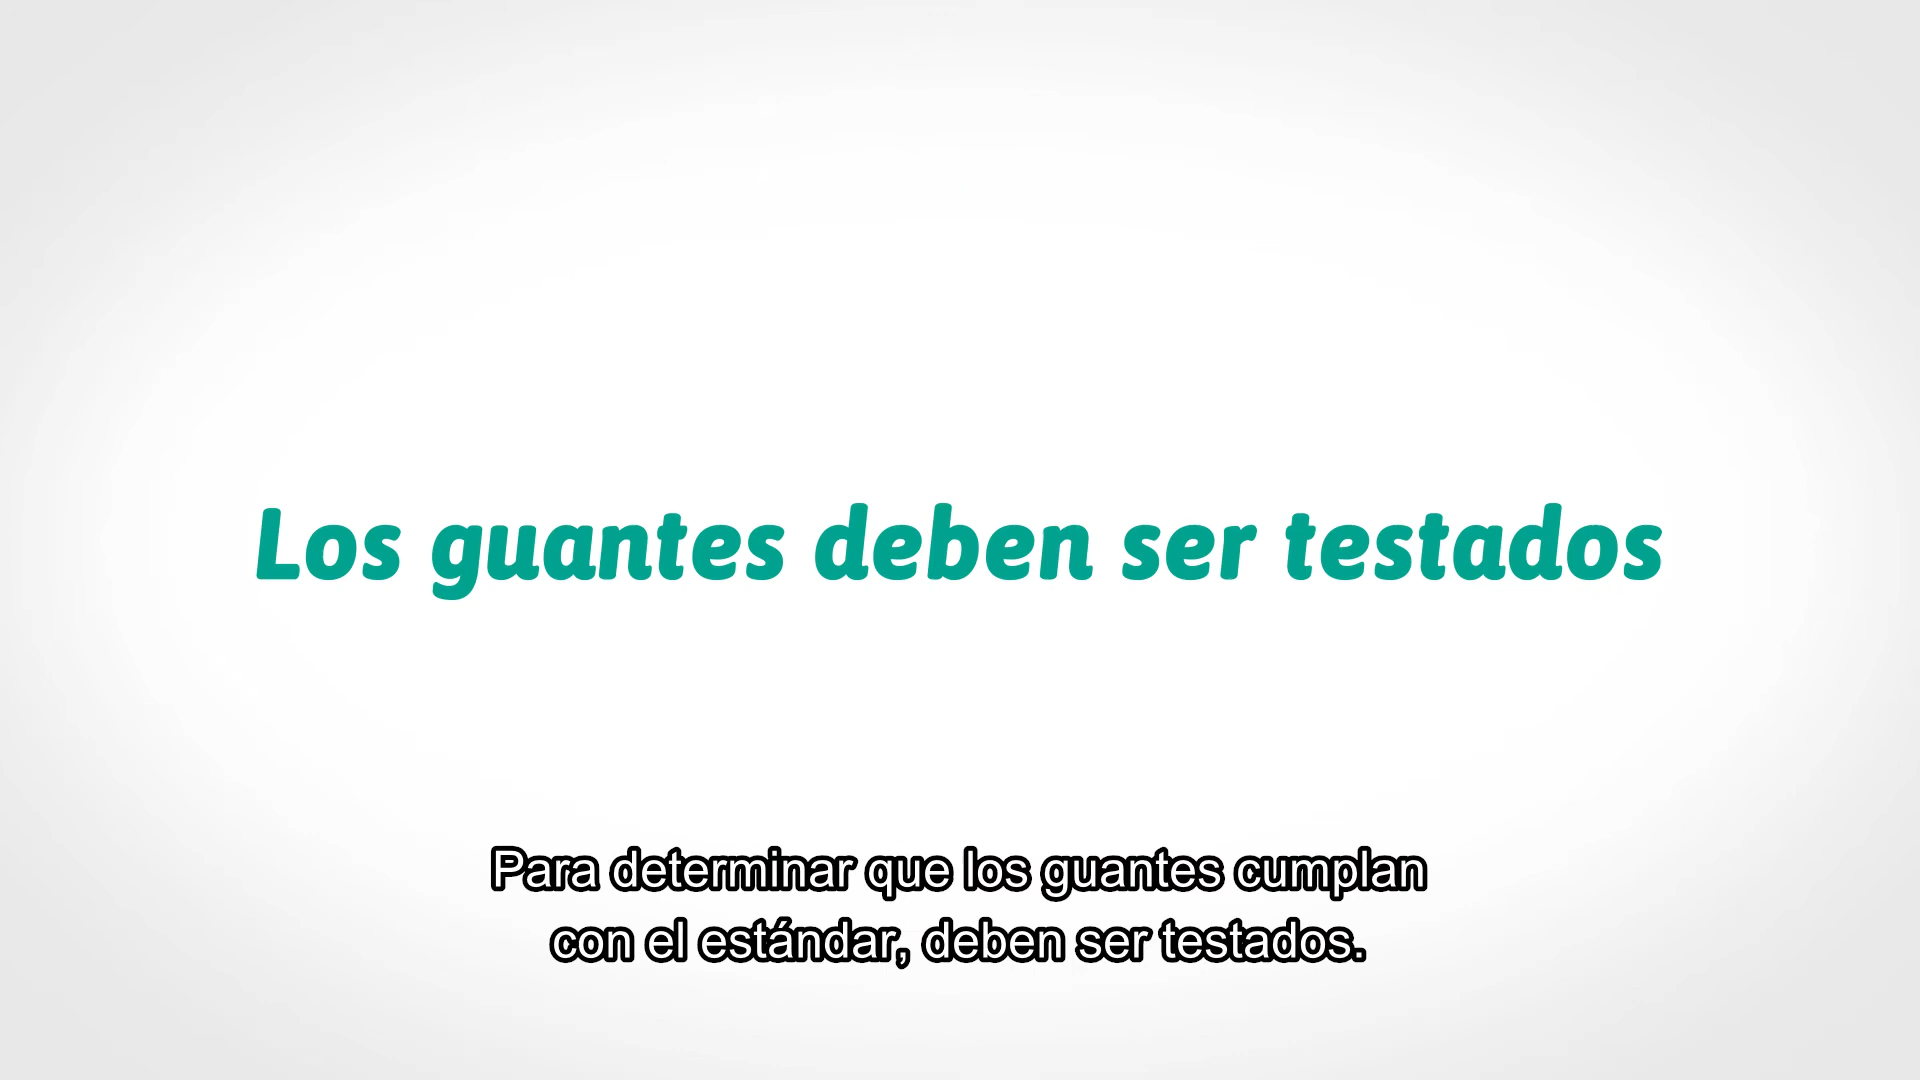 Los guantes deben ser testados
Para determinar que los guantes cumplan
con el estándar, deben ser testados.